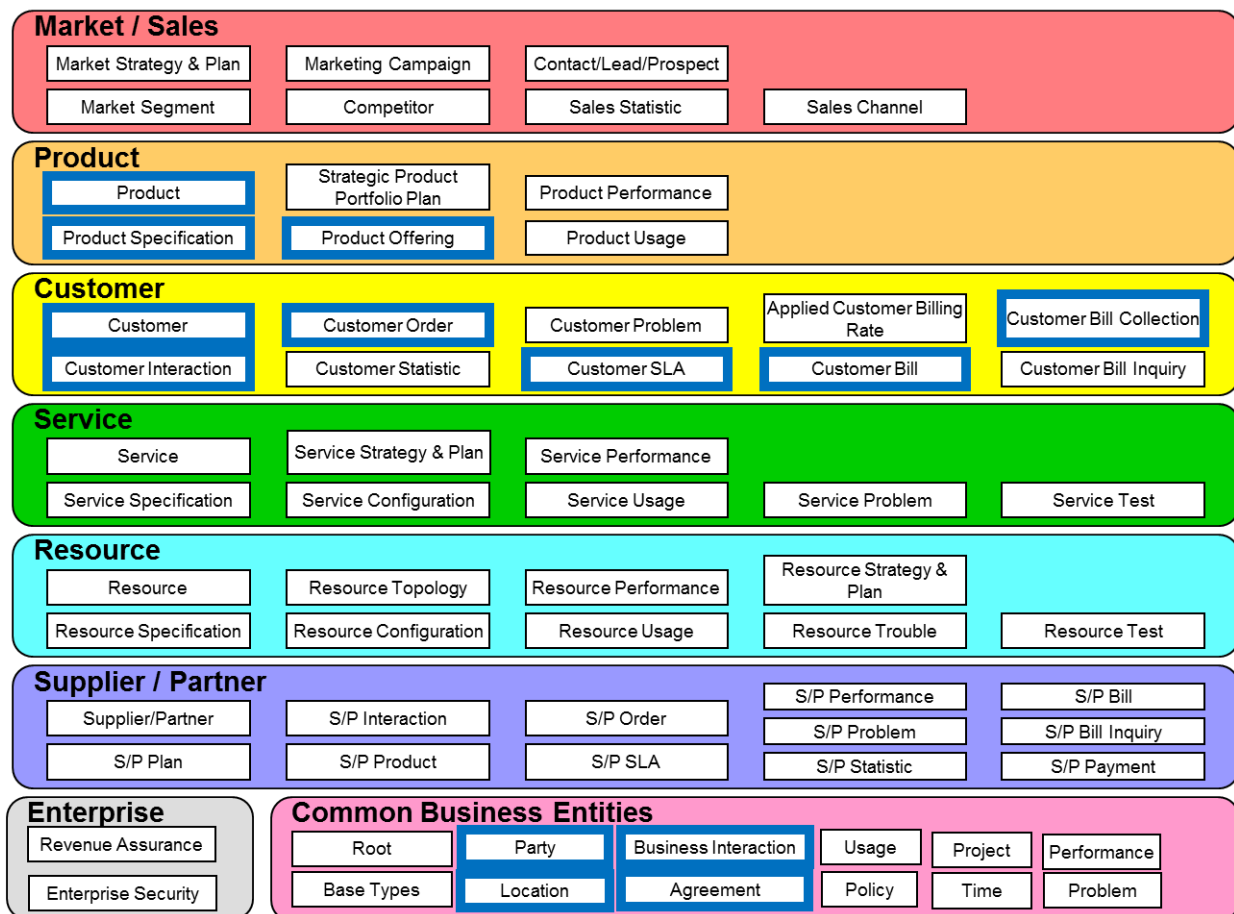 Market / Sales
Market Strategy & Plan
Marketing Campaign
Contact/Lead/Prospect
Market Segment
Competitor
Sales Statistic
Sales Channel
Product
Product
Strategic Product
Portfolio Plan
Product Performance
Product Specification
Product Offering
Product Usage
Customer
Customer
Customer Order
Customer Problem
Applied Customer Billing
Rate
Customer Bill Collection
Customer Interaction
Customer Statistic
Customer SLA
Customer Bill
Customer Bill Inquiry
Service
Service
Service Strategy & Plan
Service Performance
Service Specification
Service Configuration
Service Usage
Service Problem
Service Test
Resource
Resource
Resource Topology
Resource Performance
Resource Strategy &
Plan
Resource Specification
Resource Configuration
Resource Usage
Resource Trouble
Resource Test
Supplier / Partner
Supplier/Partner
S/P Interaction
S/P Order
S/P Performance
S/P Bill
S/P Problem
S/P Bill Inquiry
S/P Plan
S/P Product
S/P SLA
S/P Statistic
S/P Payment
Enterprise
Revenue Assurance
Enterprise Security
Common Business Entities
Root
Party
Business Interaction
Usage
Project
Performance
Base Types
Location
Agreement
Policy
Time
Problem